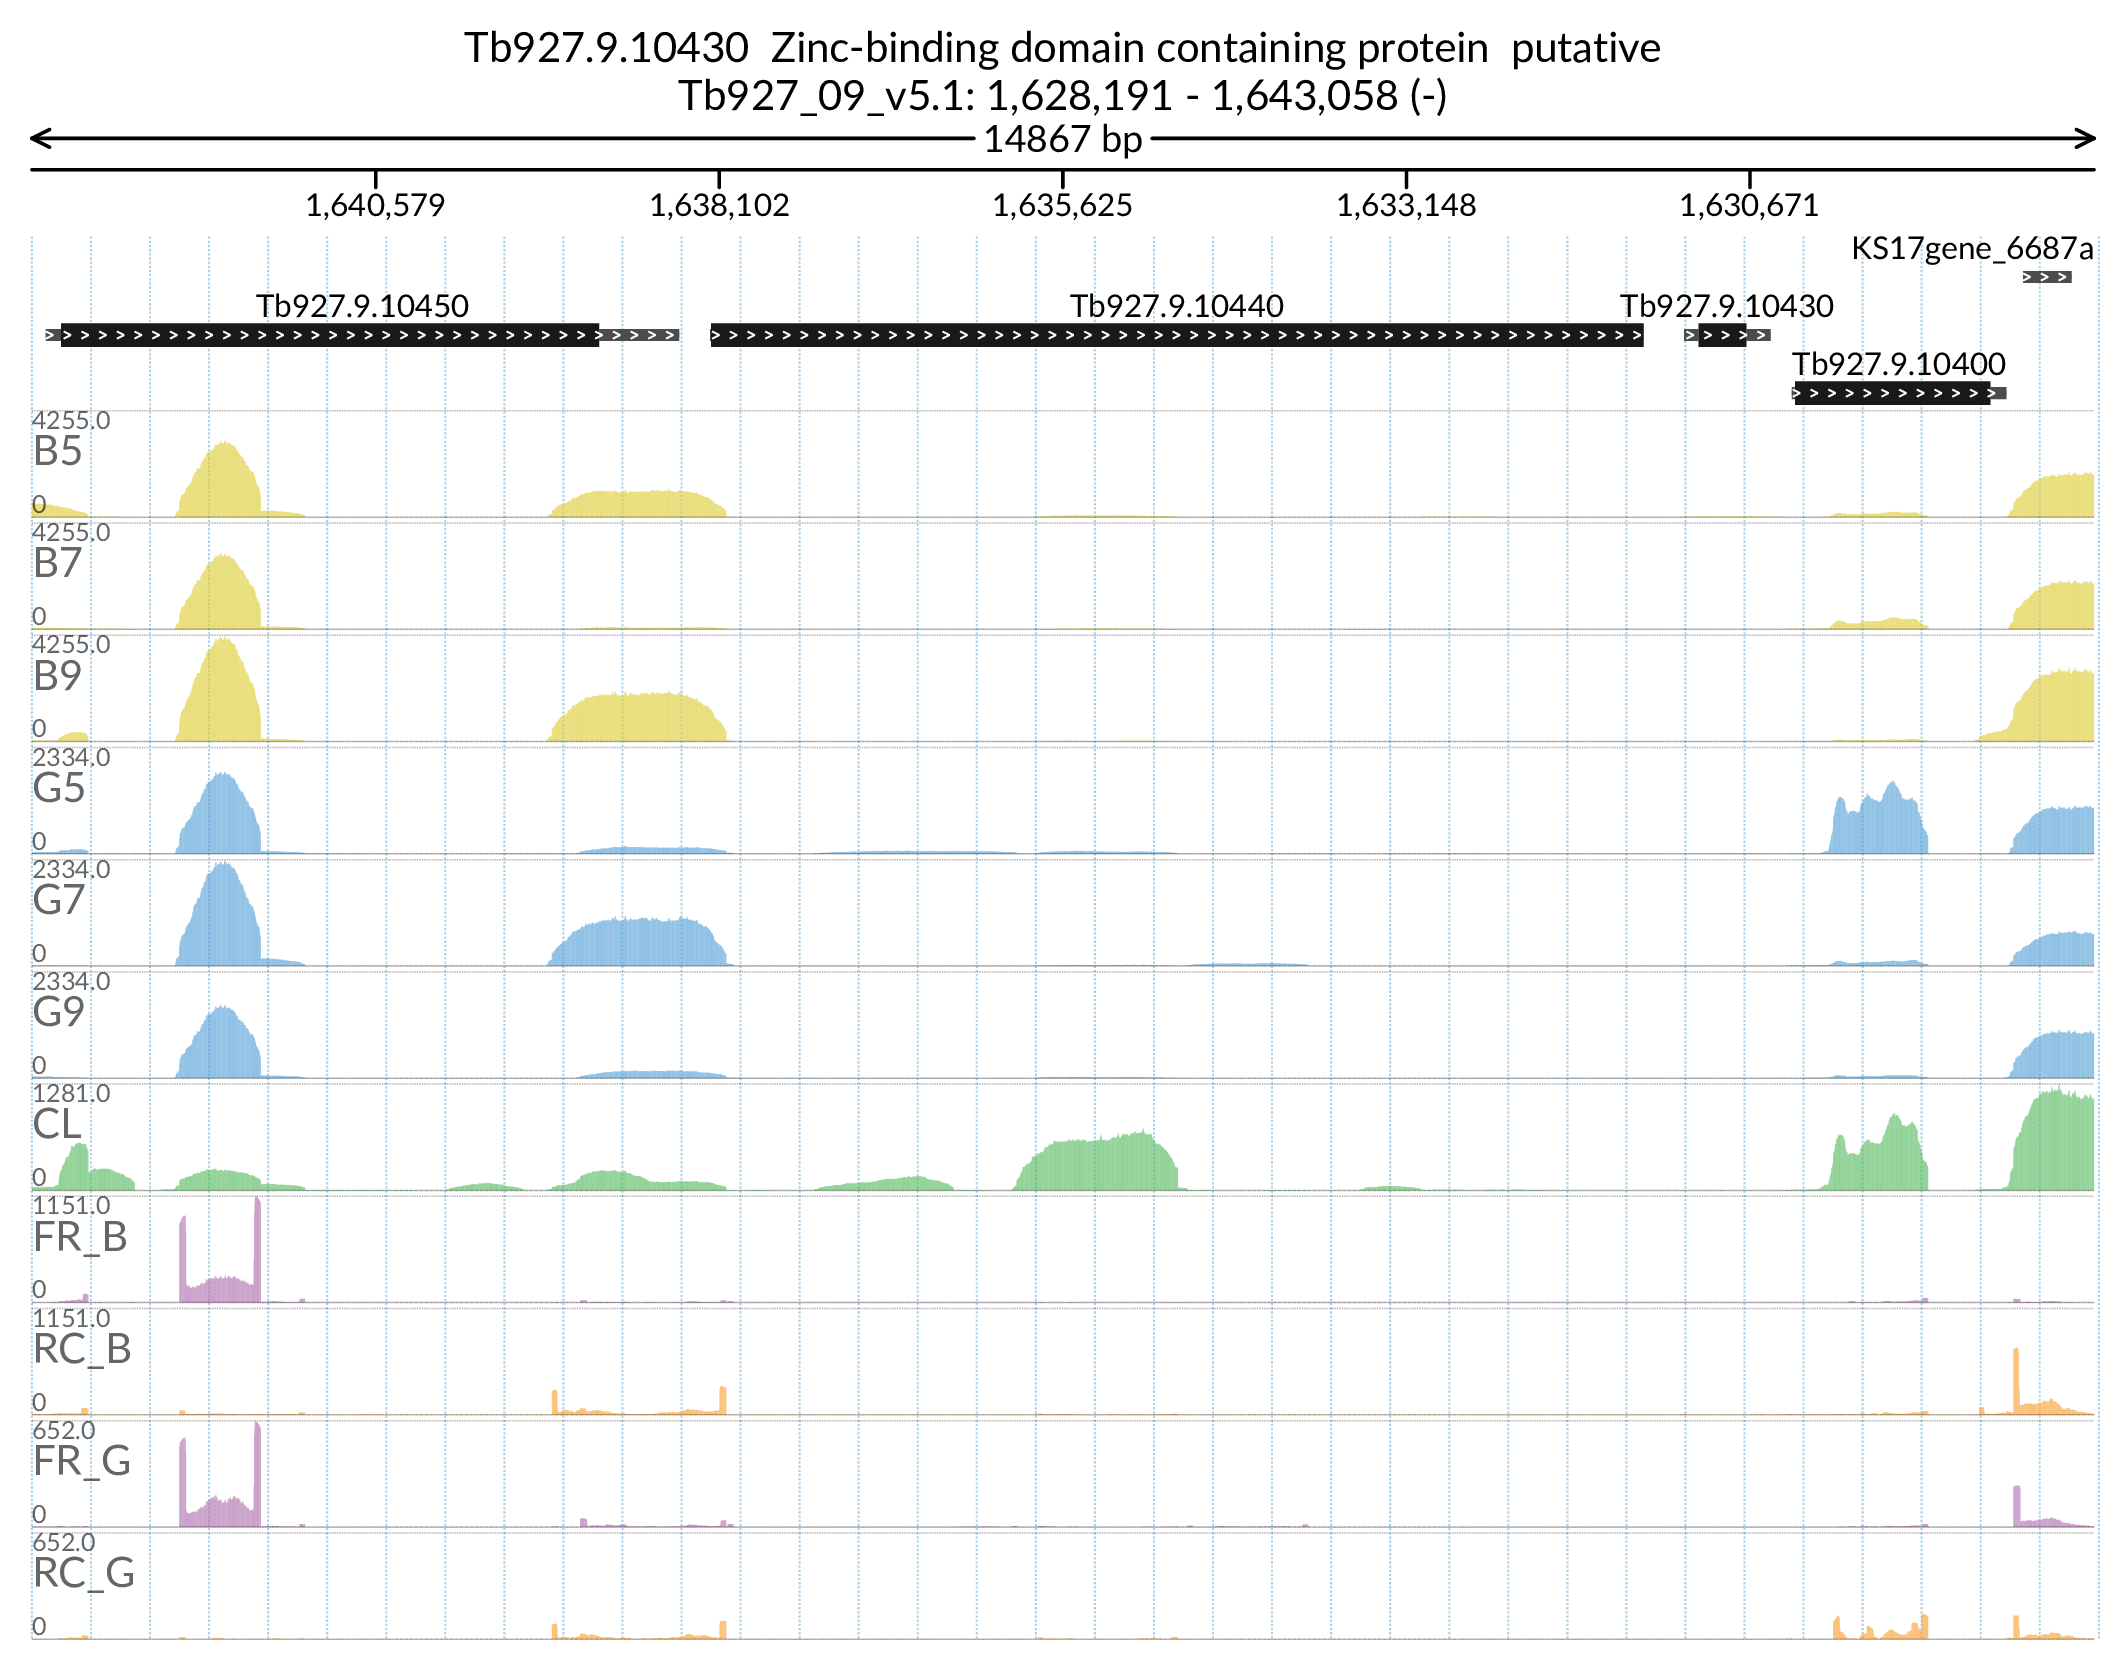 Tb927.9.10430  Zinc-binding domain containing protein  putative
Tb927_09_v5.1: 1,628,191 - 1,643,058 (-)
14867 bp
1,640,579 1,638,102 1,635,625 1,633,148 1,630,671
KS17gene_6687a
Tb927.9.10450 Tb927.9.10440 Tb927.9.10430
Tb927.9.10400
4255.0
B5
0
4255.0
B7
0
4255.0
B9
0
2334.0
G5
0
2334.0
G7
0
2334.0
G9
0
1281.0
CL
0
1151.0
FR_B
0
1151.0
RC_B
0
652.0
FR_G
0
652.0
RC_G
0